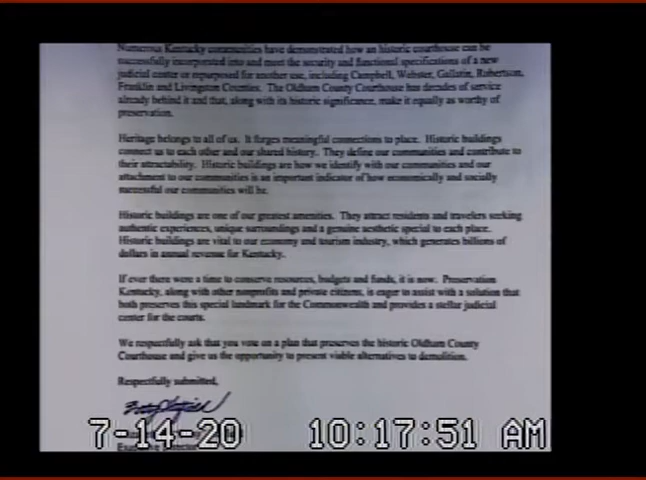 Numerous Kentucky communities have demonstrated how an historic courthouse can be
successfully incorporated into and meet the security and functional specifications of a new
judicial center or repurposed for another use, including Campbell, Webster, Gallatin, Robertson,
Franklin and Livingston Counties. The Oldham County Courthouse has decades of service
already behind it and that, along with its historic significance, make it equally as worthy of
preservation.
Heritage belongs to all of us. It forges meaningful connections to place. Historic buildings
connect us to each other and our shared history. They define our communities and contribute to
their attractability. Historic buildings are how we identify with our communities and our
attachment to our communities is an important indicator of how economically and socially
successful our communities will be.
Historic buildings are one of our greatest amenities. They attract residents and travelers seeking
authentic experiences, unique surroundings and a genuine aesthetic special to each place.
Historic buildings are vital to our economy and tourism industry, which generates billions of
dollars in annual revenue for Kentucky.
If ever there were a time to conserve resources, budgets and funds, it is now. Preservation
Kentucky, along with other nonprofits and private citizens, is eager to assist with a solution that
both preserves this special landmark for the Commonwealth and provides a stellar judicial
center for the courts.
We respectfully ask that you vote on a plan that preserves the historic Oldham County
Courthouse and give us the opportunity to present viable alternatives to demolition.
Respectfully submitted,
7-14-20 10:17:51 AM
Executive Director